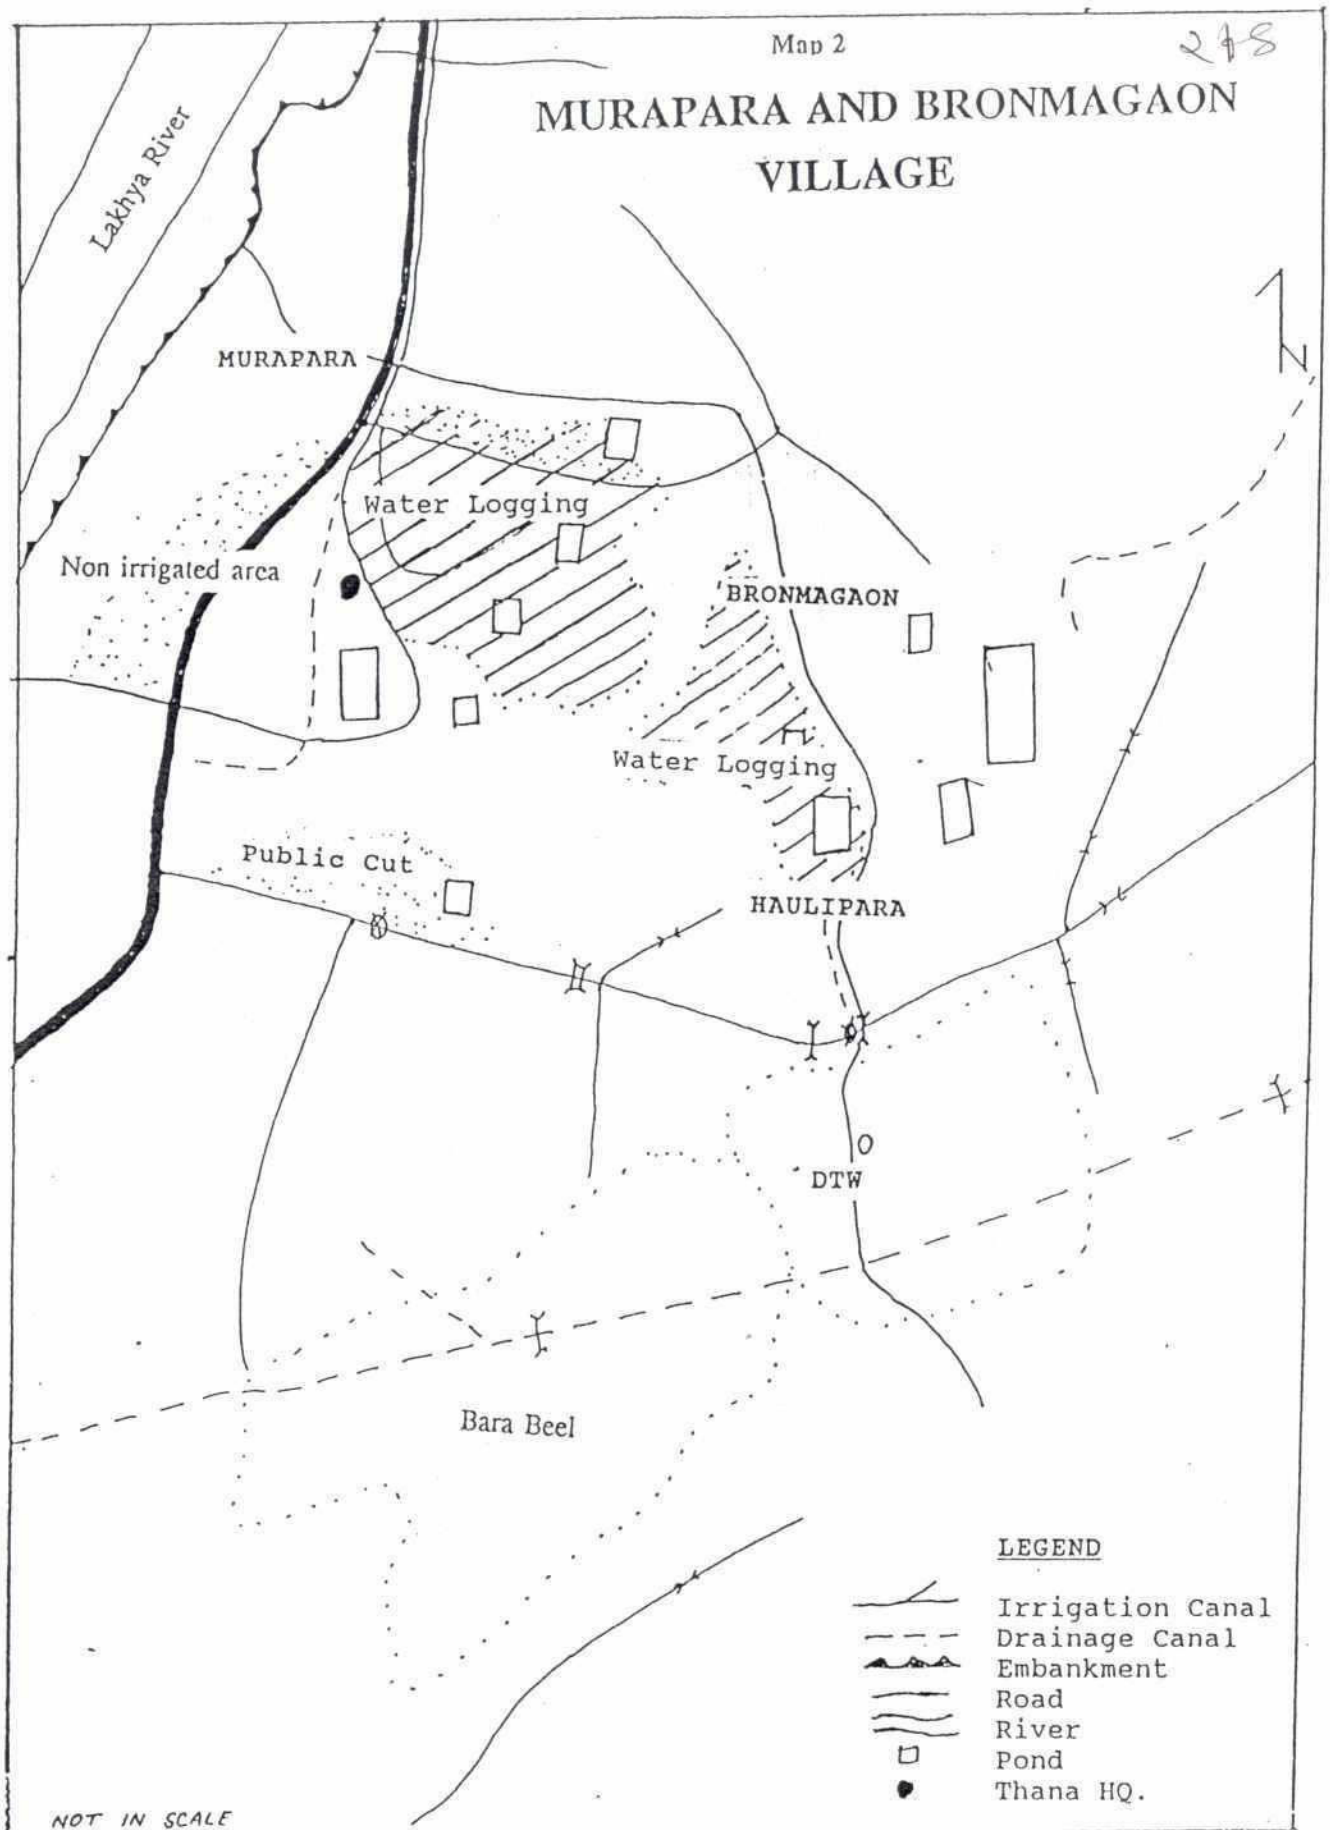 Map 2
MURAPARA AND BRONMAGAON
VILLAGE
Lakhya River
MURAPARA
Water Logging
Non irrigated area
BRONMAGAON
Water Logging
Public Cut
HAULIPARA
DTW
Bara Beel
LEGEND
Irrigation Canal
Drainage Canal
Embankment
Road
River
Pond
Thana HQ.
NOT IN SCALE